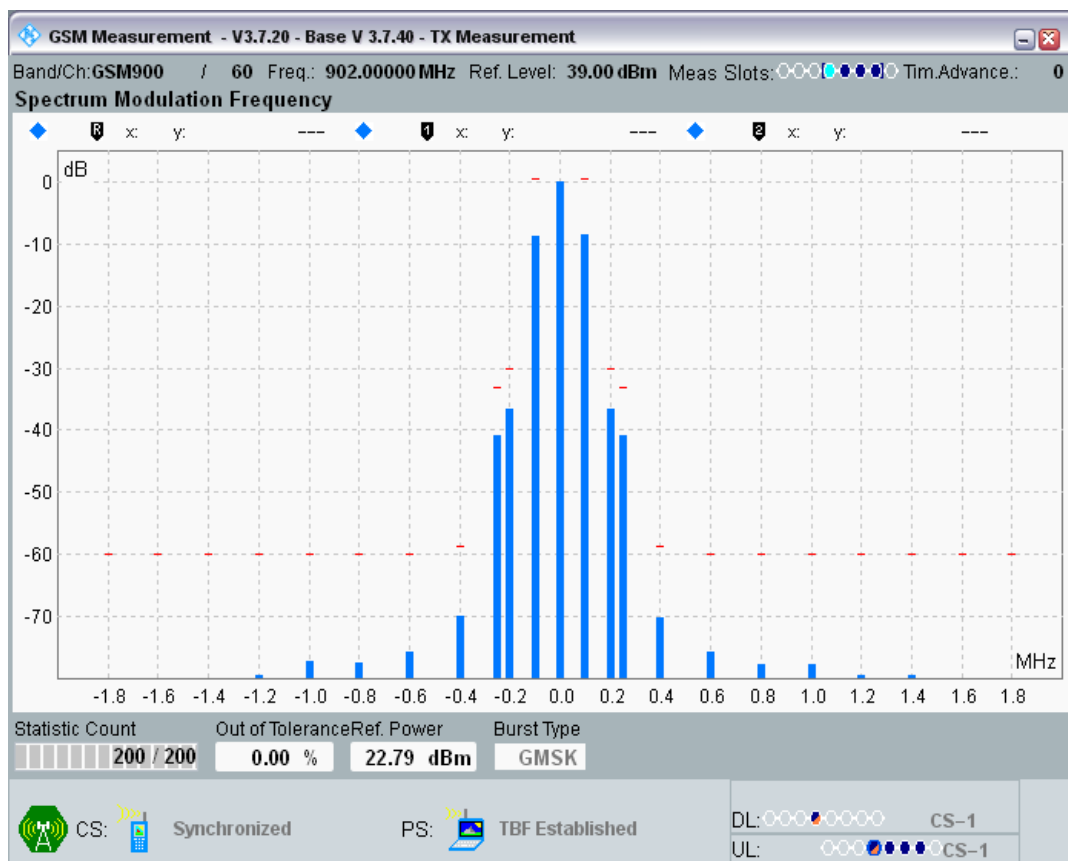 GSM Measurement - V3.7.20 - Base V 3.7.40 - TX Measurement
Band/Ch:GSM900 / 60 Freq.: 902.00000 MHz Ref. Level: 39.00 dBm Meas Slots: Tim.Advance.: 0
Spectrum Modulation Frequency
R x: y: --- 1 x: y: --- 2 x: y: ---
dB
0
-10
-20
-30
-40
-50
-60
-70
MHz
-1.8 -1.6 -1.4 -1.2 -1.0 -0.8 -0.6 -0.4 -0.2 0.0 0.2 0.4 0.6 0.8 1.0 1.2 1.4 1.6 1.8
Statistic Count Out of Tolerance Ref. Power Burst Type
200 / 200 0.00 % 22.79 dBm GMSK
CS: Synchronized PS: TBF Established DL: CS-1
UL: CS-1